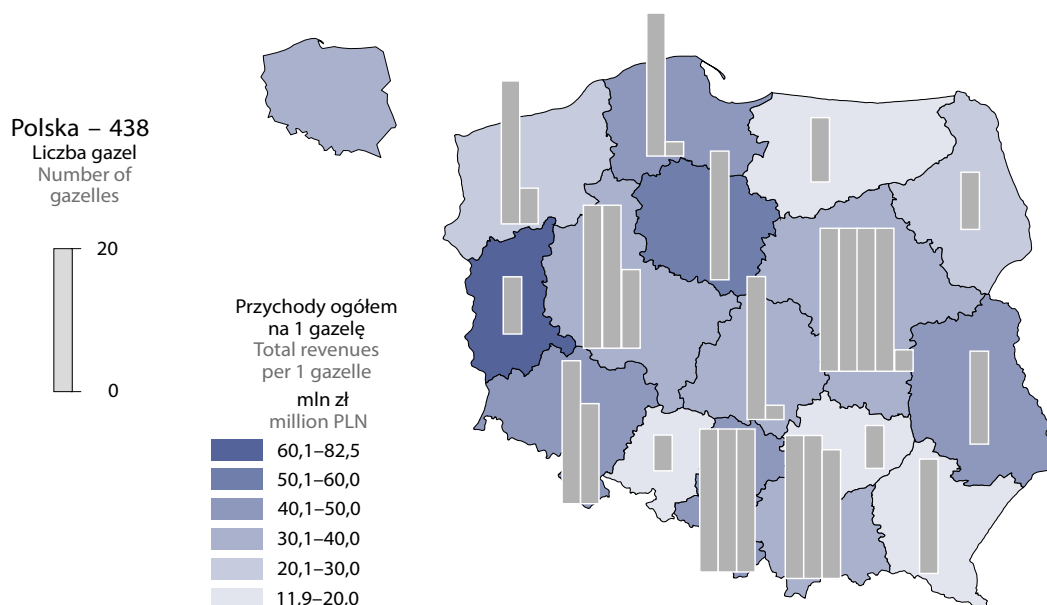 Polska – 438
Liczba gazel
Number of
gazelles
20
0
Przychody ogółem
na 1 gazelę
Total revenues
per 1 gazelle
mln zł
million PLN
60,1–82,5
50,1–60,0
40,1–50,0
30,1–40,0
20,1–30,0
11,9–20,0